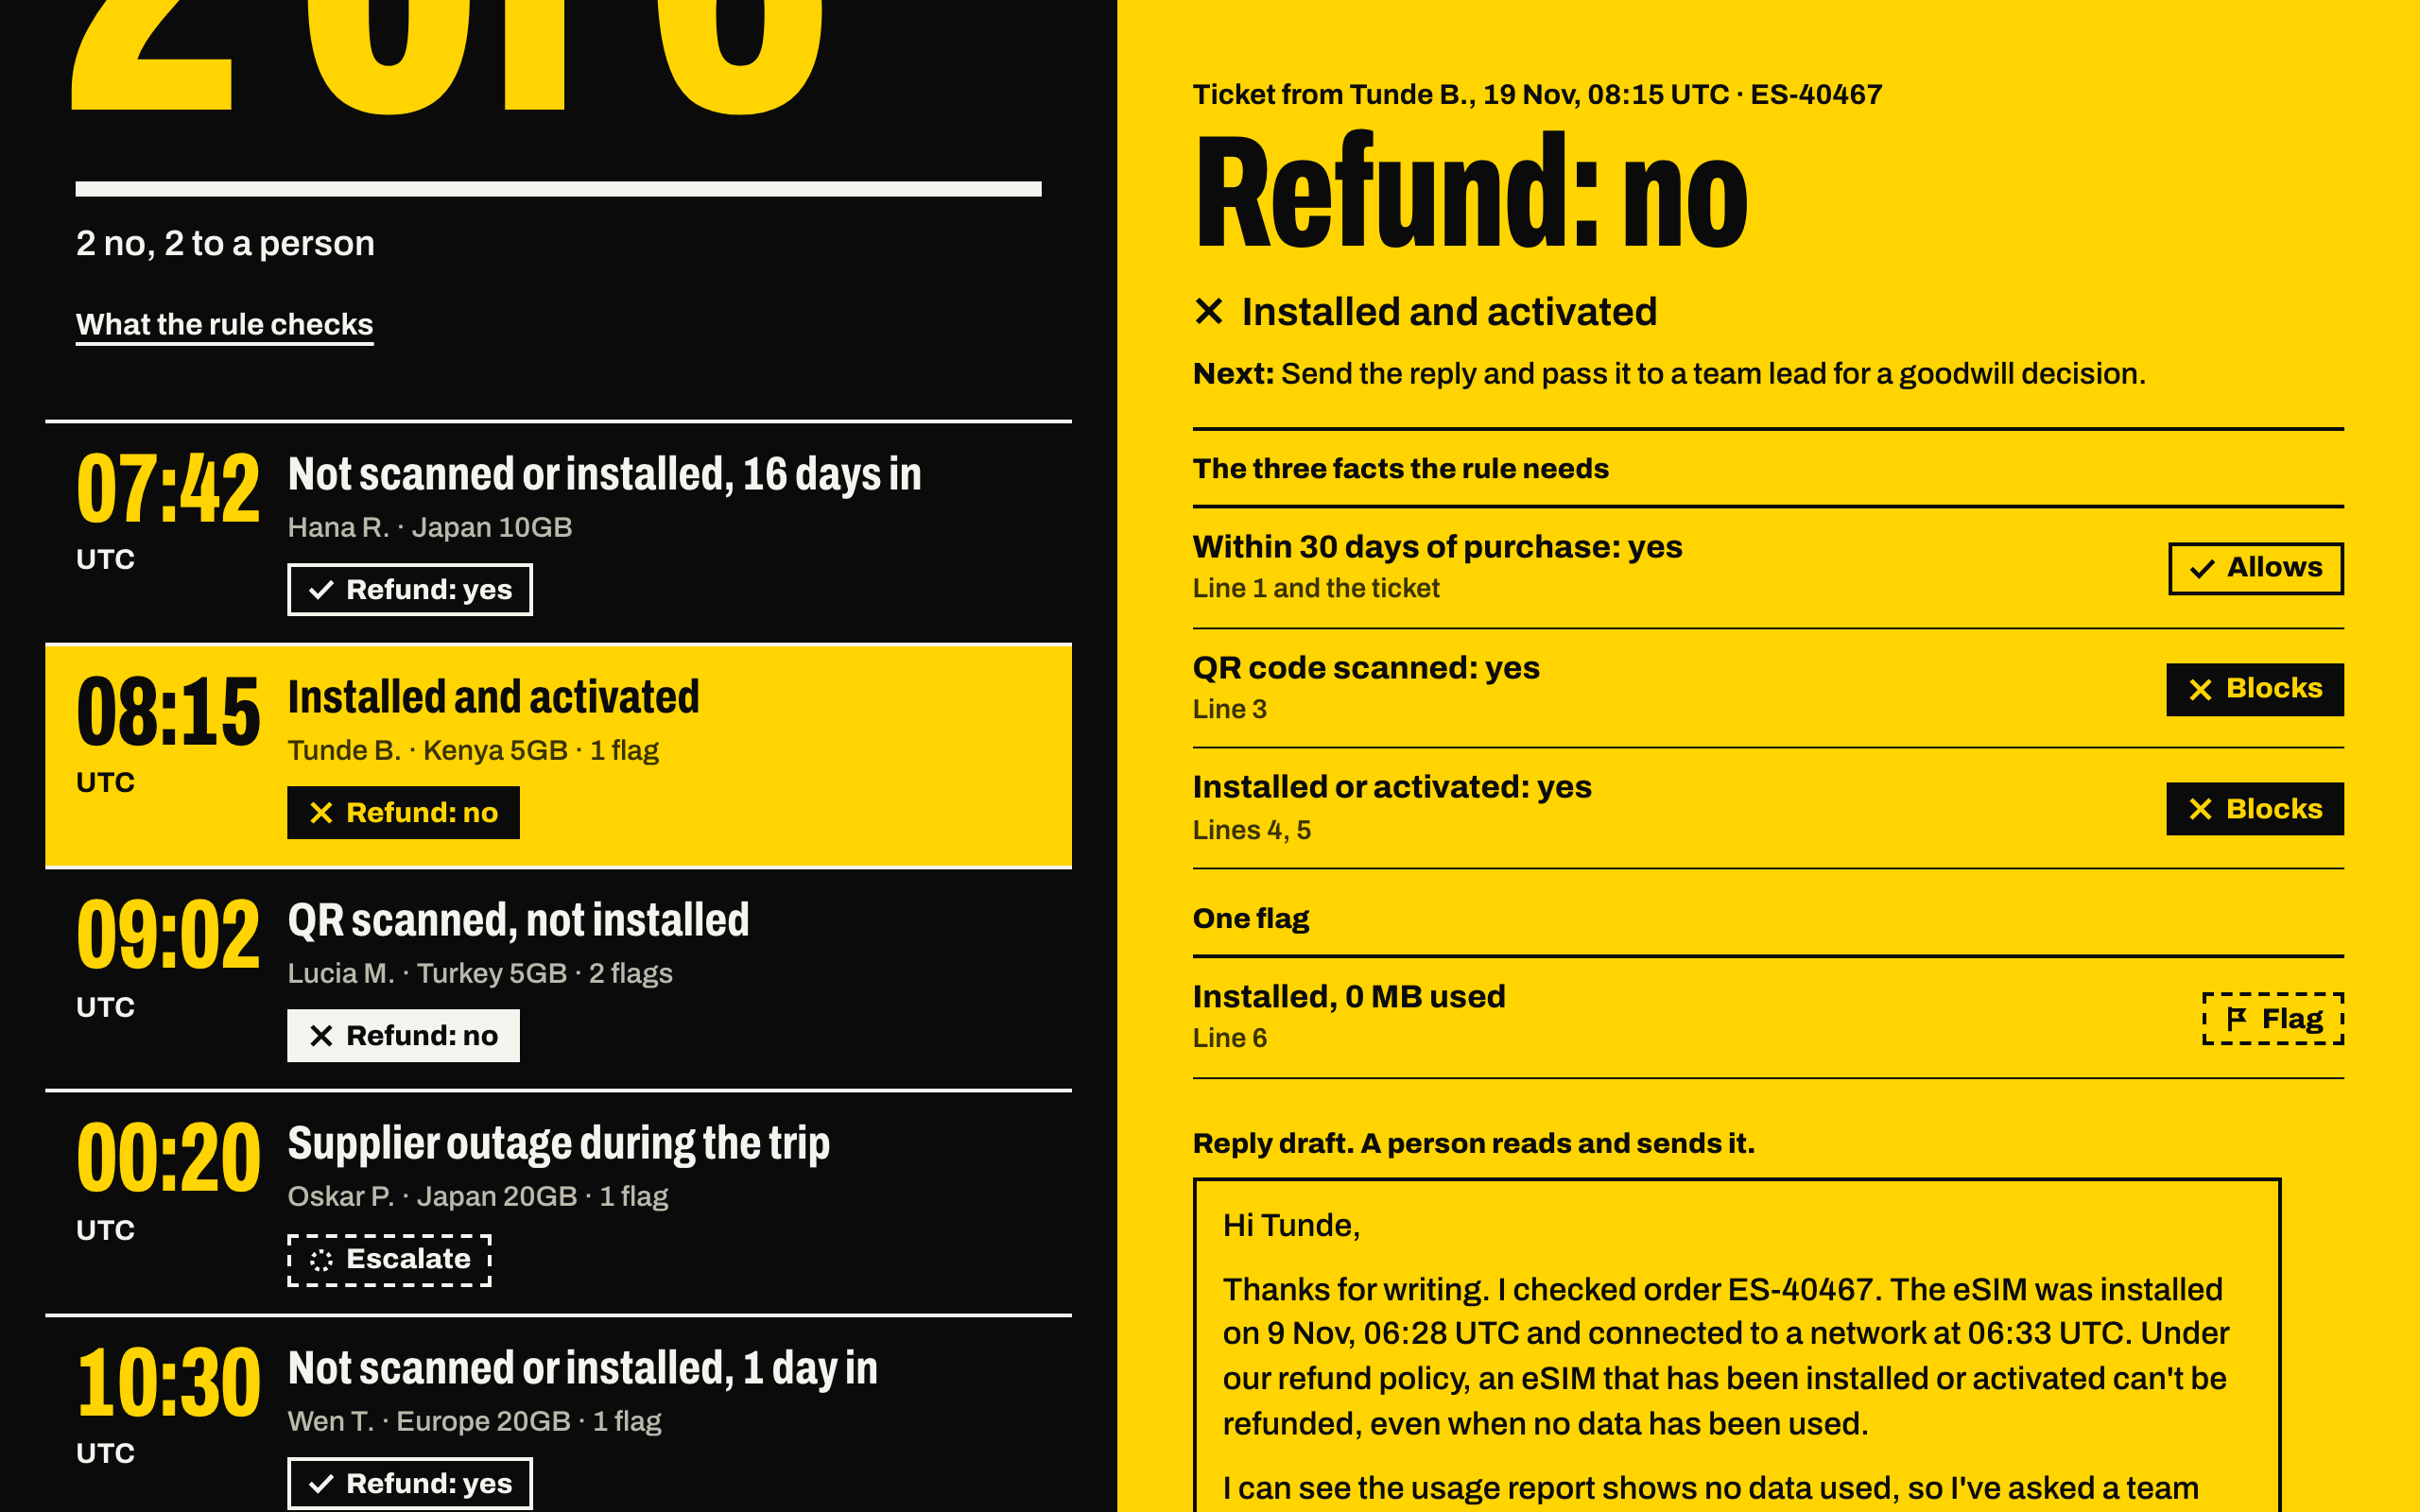 2 of 6
2 no, 2 to a person
What the rule checks
07:42
UTC
Not scanned or installed, 16 days in
Hana R. · Japan 10GB
Refund: yes
08:15
UTC
Installed and activated
Tunde B. · Kenya 5GB · 1 flag
Refund: no
09:02
UTC
QR scanned, not installed
Lucia M. · Turkey 5GB · 2 flags
Refund: no
00:20
UTC
Supplier outage during the trip
Oskar P. · Japan 20GB · 1 flag
Escalate
10:30
UTC
Not scanned or installed, 1 day in
Wen T. · Europe 20GB · 1 flag
Refund: yes
Ticket from Tunde B., 19 Nov, 08:15 UTC · ES-40467
Refund: no
Installed and activated
Next: Send the reply and pass it to a team lead for a goodwill decision.
The three facts the rule needs
Within 30 days of purchase: yes
Line 1 and the ticket
Allows
QR code scanned: yes
Line 3
Blocks
Installed or activated: yes
Lines 4, 5
Blocks
One flag
Installed, 0 MB used
Line 6
Flag
Reply draft. A person reads and sends it.
Hi Tunde,
Thanks for writing. I checked order ES-40467. The eSIM was installed
on 9 Nov, 06:28 UTC and connected to a network at 06:33 UTC. Under
our refund policy, an eSIM that has been installed or activated can't be
refunded, even when no data has been used.
I can see the usage report shows no data used, so I've asked a team